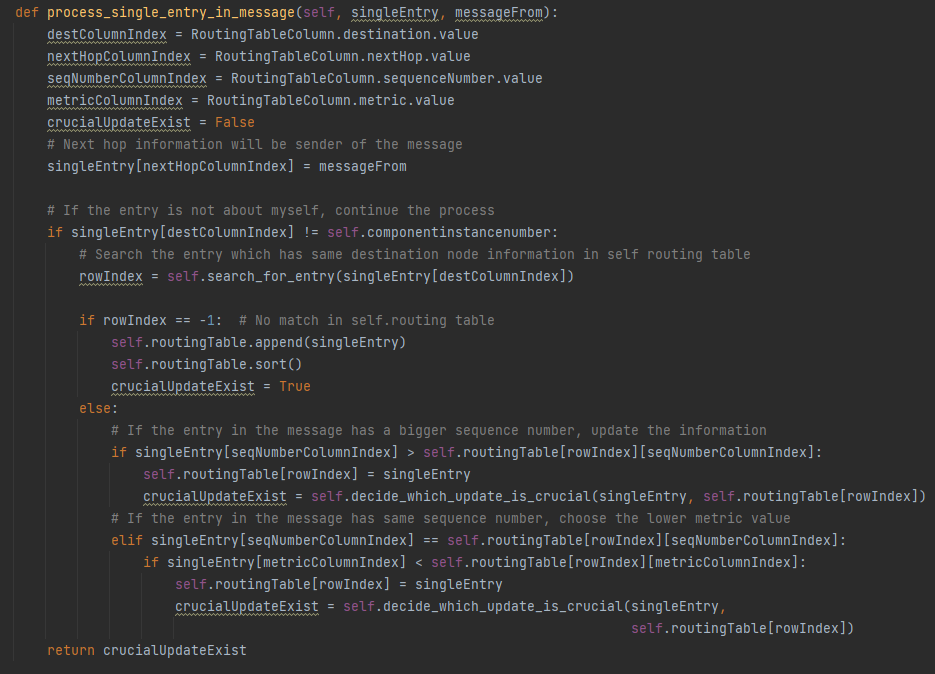 def process_single_entry_in_message(self, singleEntry, messageFrom):
    destColumnIndex = RoutingTableColumn.destination.value
    nextHopColumnIndex = RoutingTableColumn.nextHop.value
    seqNumberColumnIndex = RoutingTableColumn.sequenceNumber.value
    metricColumnIndex = RoutingTableColumn.metric.value
    crucialUpdateExist = False
    # Next hop information will be sender of the message
    singleEntry[nextHopColumnIndex] = messageFrom

    # If the entry is not about myself, continue the process
    if singleEntry[destColumnIndex] != self.componentinstancenumber:
        # Search the entry which has same destination node information in self routing table
        rowIndex = self.search_for_entry(singleEntry[destColumnIndex])

        if rowIndex == -1:  # No match in self.routing table
            self.routingTable.append(singleEntry)
            self.routingTable.sort()
            crucialUpdateExist = True
        else:
            # If the entry in the message has a bigger sequence number, update the information
            if singleEntry[seqNumberColumnIndex] > self.routingTable[rowIndex][seqNumberColumnIndex]:
                self.routingTable[rowIndex] = singleEntry
                crucialUpdateExist = self.decide_which_update_is_crucial(singleEntry, self.routingTable[rowIndex])
            # If the entry in the message has same sequence number, choose the lower metric value
            elif singleEntry[seqNumberColumnIndex] == self.routingTable[rowIndex][seqNumberColumnIndex]:
                if singleEntry[metricColumnIndex] < self.routingTable[rowIndex][metricColumnIndex]:
                    self.routingTable[rowIndex] = singleEntry
                    crucialUpdateExist = self.decide_which_update_is_crucial(singleEntry,
                                                                             self.routingTable[rowIndex])
    return crucialUpdateExist